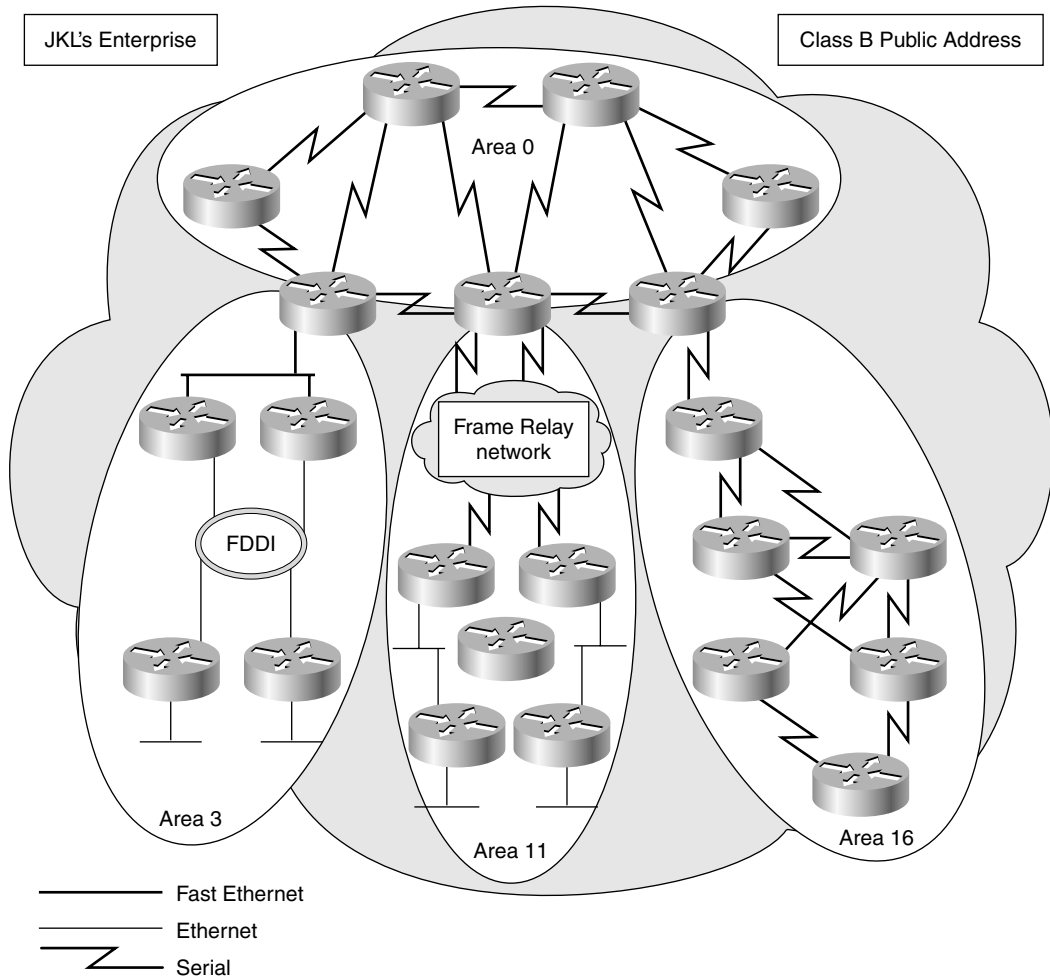 JKL's Enterprise
Class B Public Address
Area 0
Frame Relay
network
FDDI
Area 3
Area 11
Area 16
Fast Ethernet
Ethernet
Serial